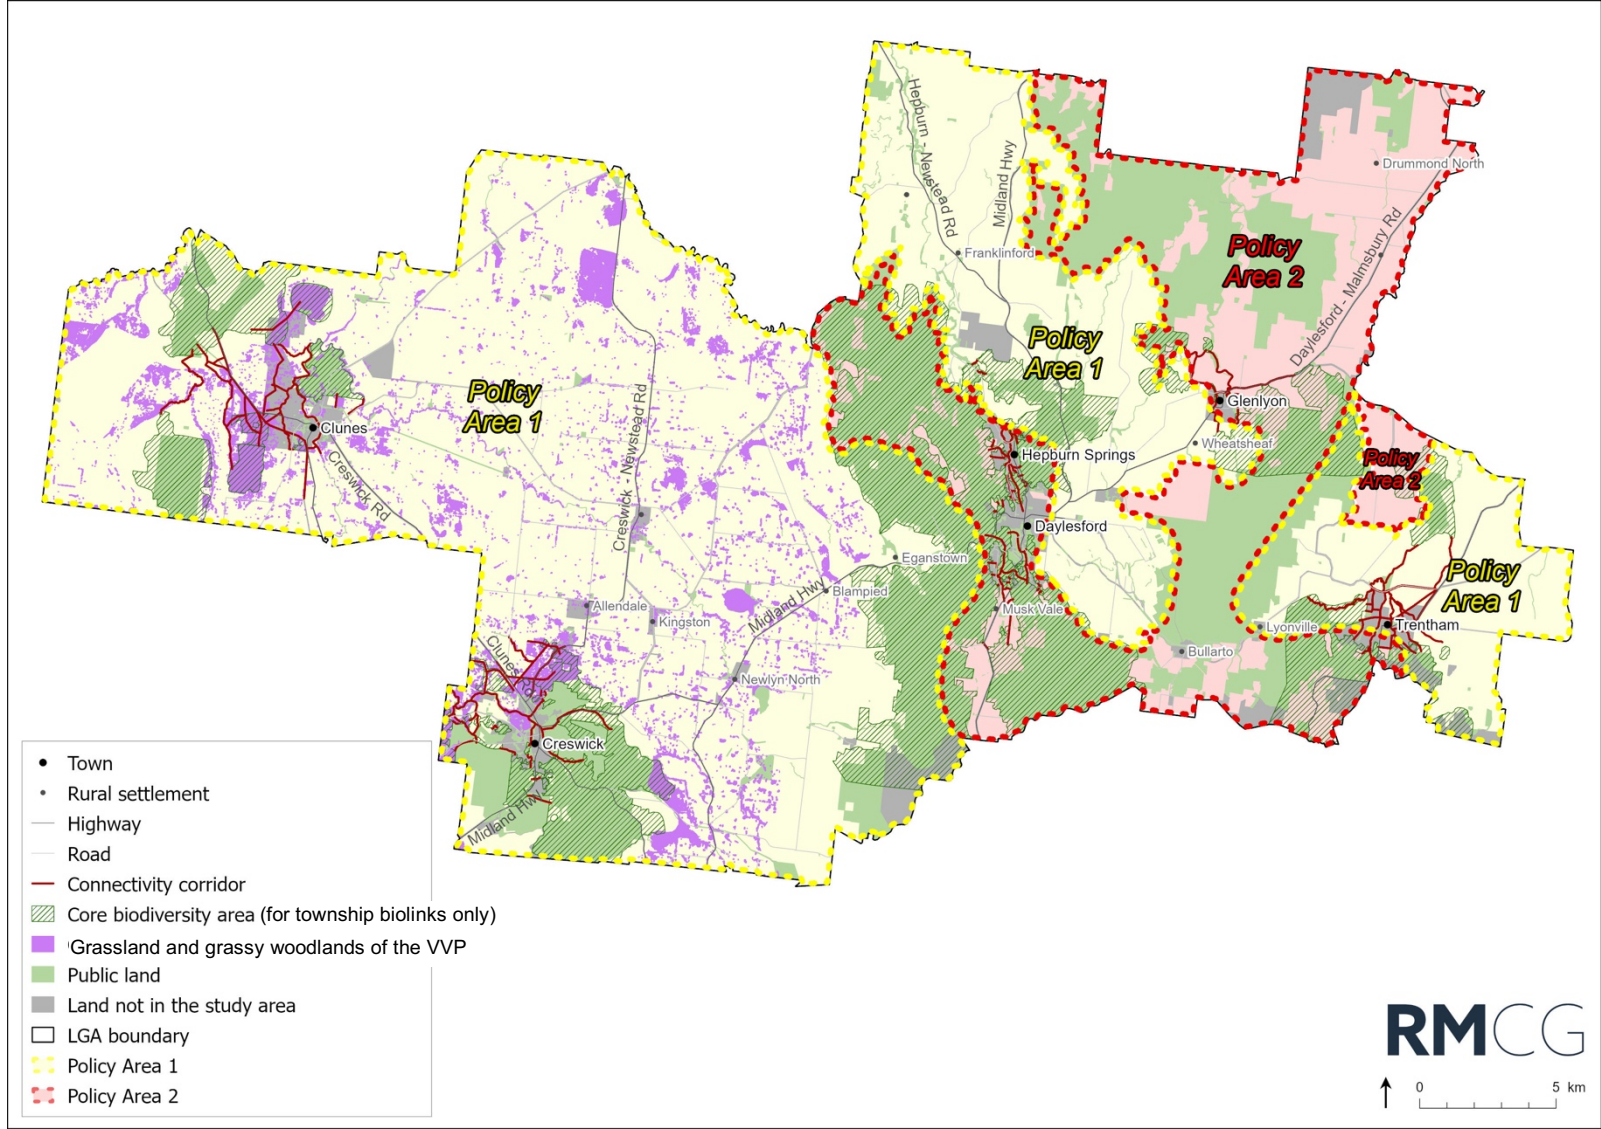 Hepburn - Newstead Rd
Midland Hwy
Drummond North
Policy
Area 2
Franklinford
Daylesford - Malmsbury Rd
Policy
Area 1
Policy
Area 1
Creswick - Newstead Rd
Glenlyon
Clunes
Wheatsheaf
Hepburn Springs
Policy
Area 2
Creswick Rd
Daylesford
Eganstown
Policy
Area 1
Blampied
Midland Hwy
Allendale
Musk Vale
Kingston
Lyonville
Trentham
Clunes Rd
Bullarto
Newlyn North
Creswick
Midland Hwy
Town
Rural settlement
Highway
Road
Connectivity corridor
Core biodiversity area (for township biolinks only)
'Grassland and grassy woodlands of the VVP
Public land
Land not in the study area
LGA boundary
Policy Area 1
Policy Area 2
RMCG
0 5 km